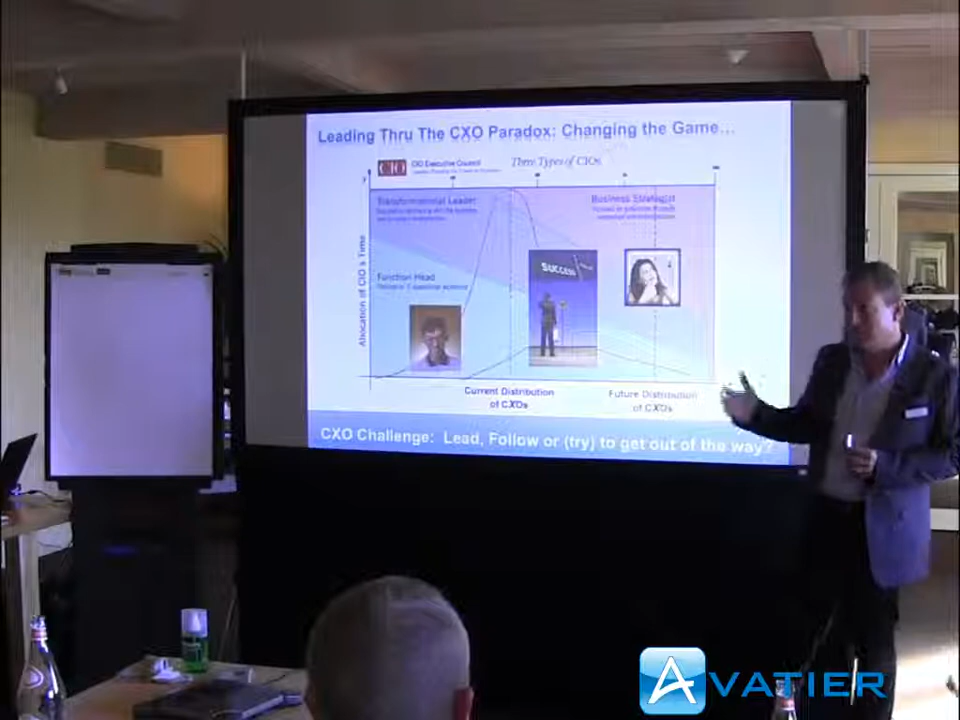 Leading Thru The CXO Paradox: Changing the Game...
CIO
CIO Executive Council
Three Types of CIOs
Transformational Leader
Business Strategist
Function Head
Allocation of CIO's Time
SUCCESS
Current Distribution
of CXOs
Future Distribution
of CXOs
CXO Challenge: Lead, Follow or (try) to get out of the way?
AVATIER